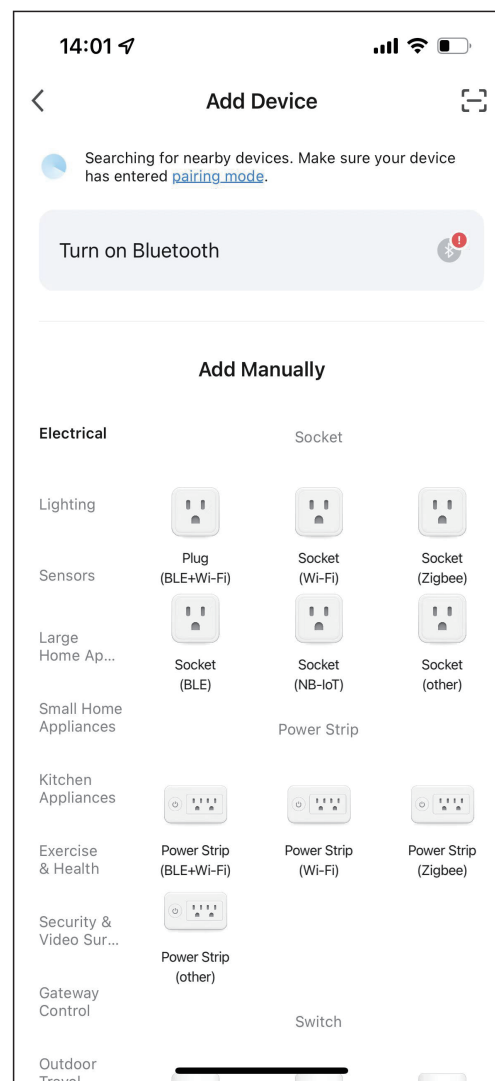 14:01
Add Device
Searching for nearby devices. Make sure your device
has entered pairing mode.
Turn on Bluetooth
Add Manually
Electrical
Lighting
Sensors
Large
Home Ap...
Small Home
Appliances
Kitchen
Appliances
Exercise
& Health
Security &
Video Sur...
Gateway
Control
Outdoor
Travel
Socket
Plug
(BLE+Wi-Fi)
Socket
(Wi-Fi)
Socket
(Zigbee)
Socket
(BLE)
Socket
(NB-IoT)
Socket
(other)
Power Strip
Power Strip
(BLE+Wi-Fi)
Power Strip
(Wi-Fi)
Power Strip
(Zigbee)
Power Strip
(other)
Switch